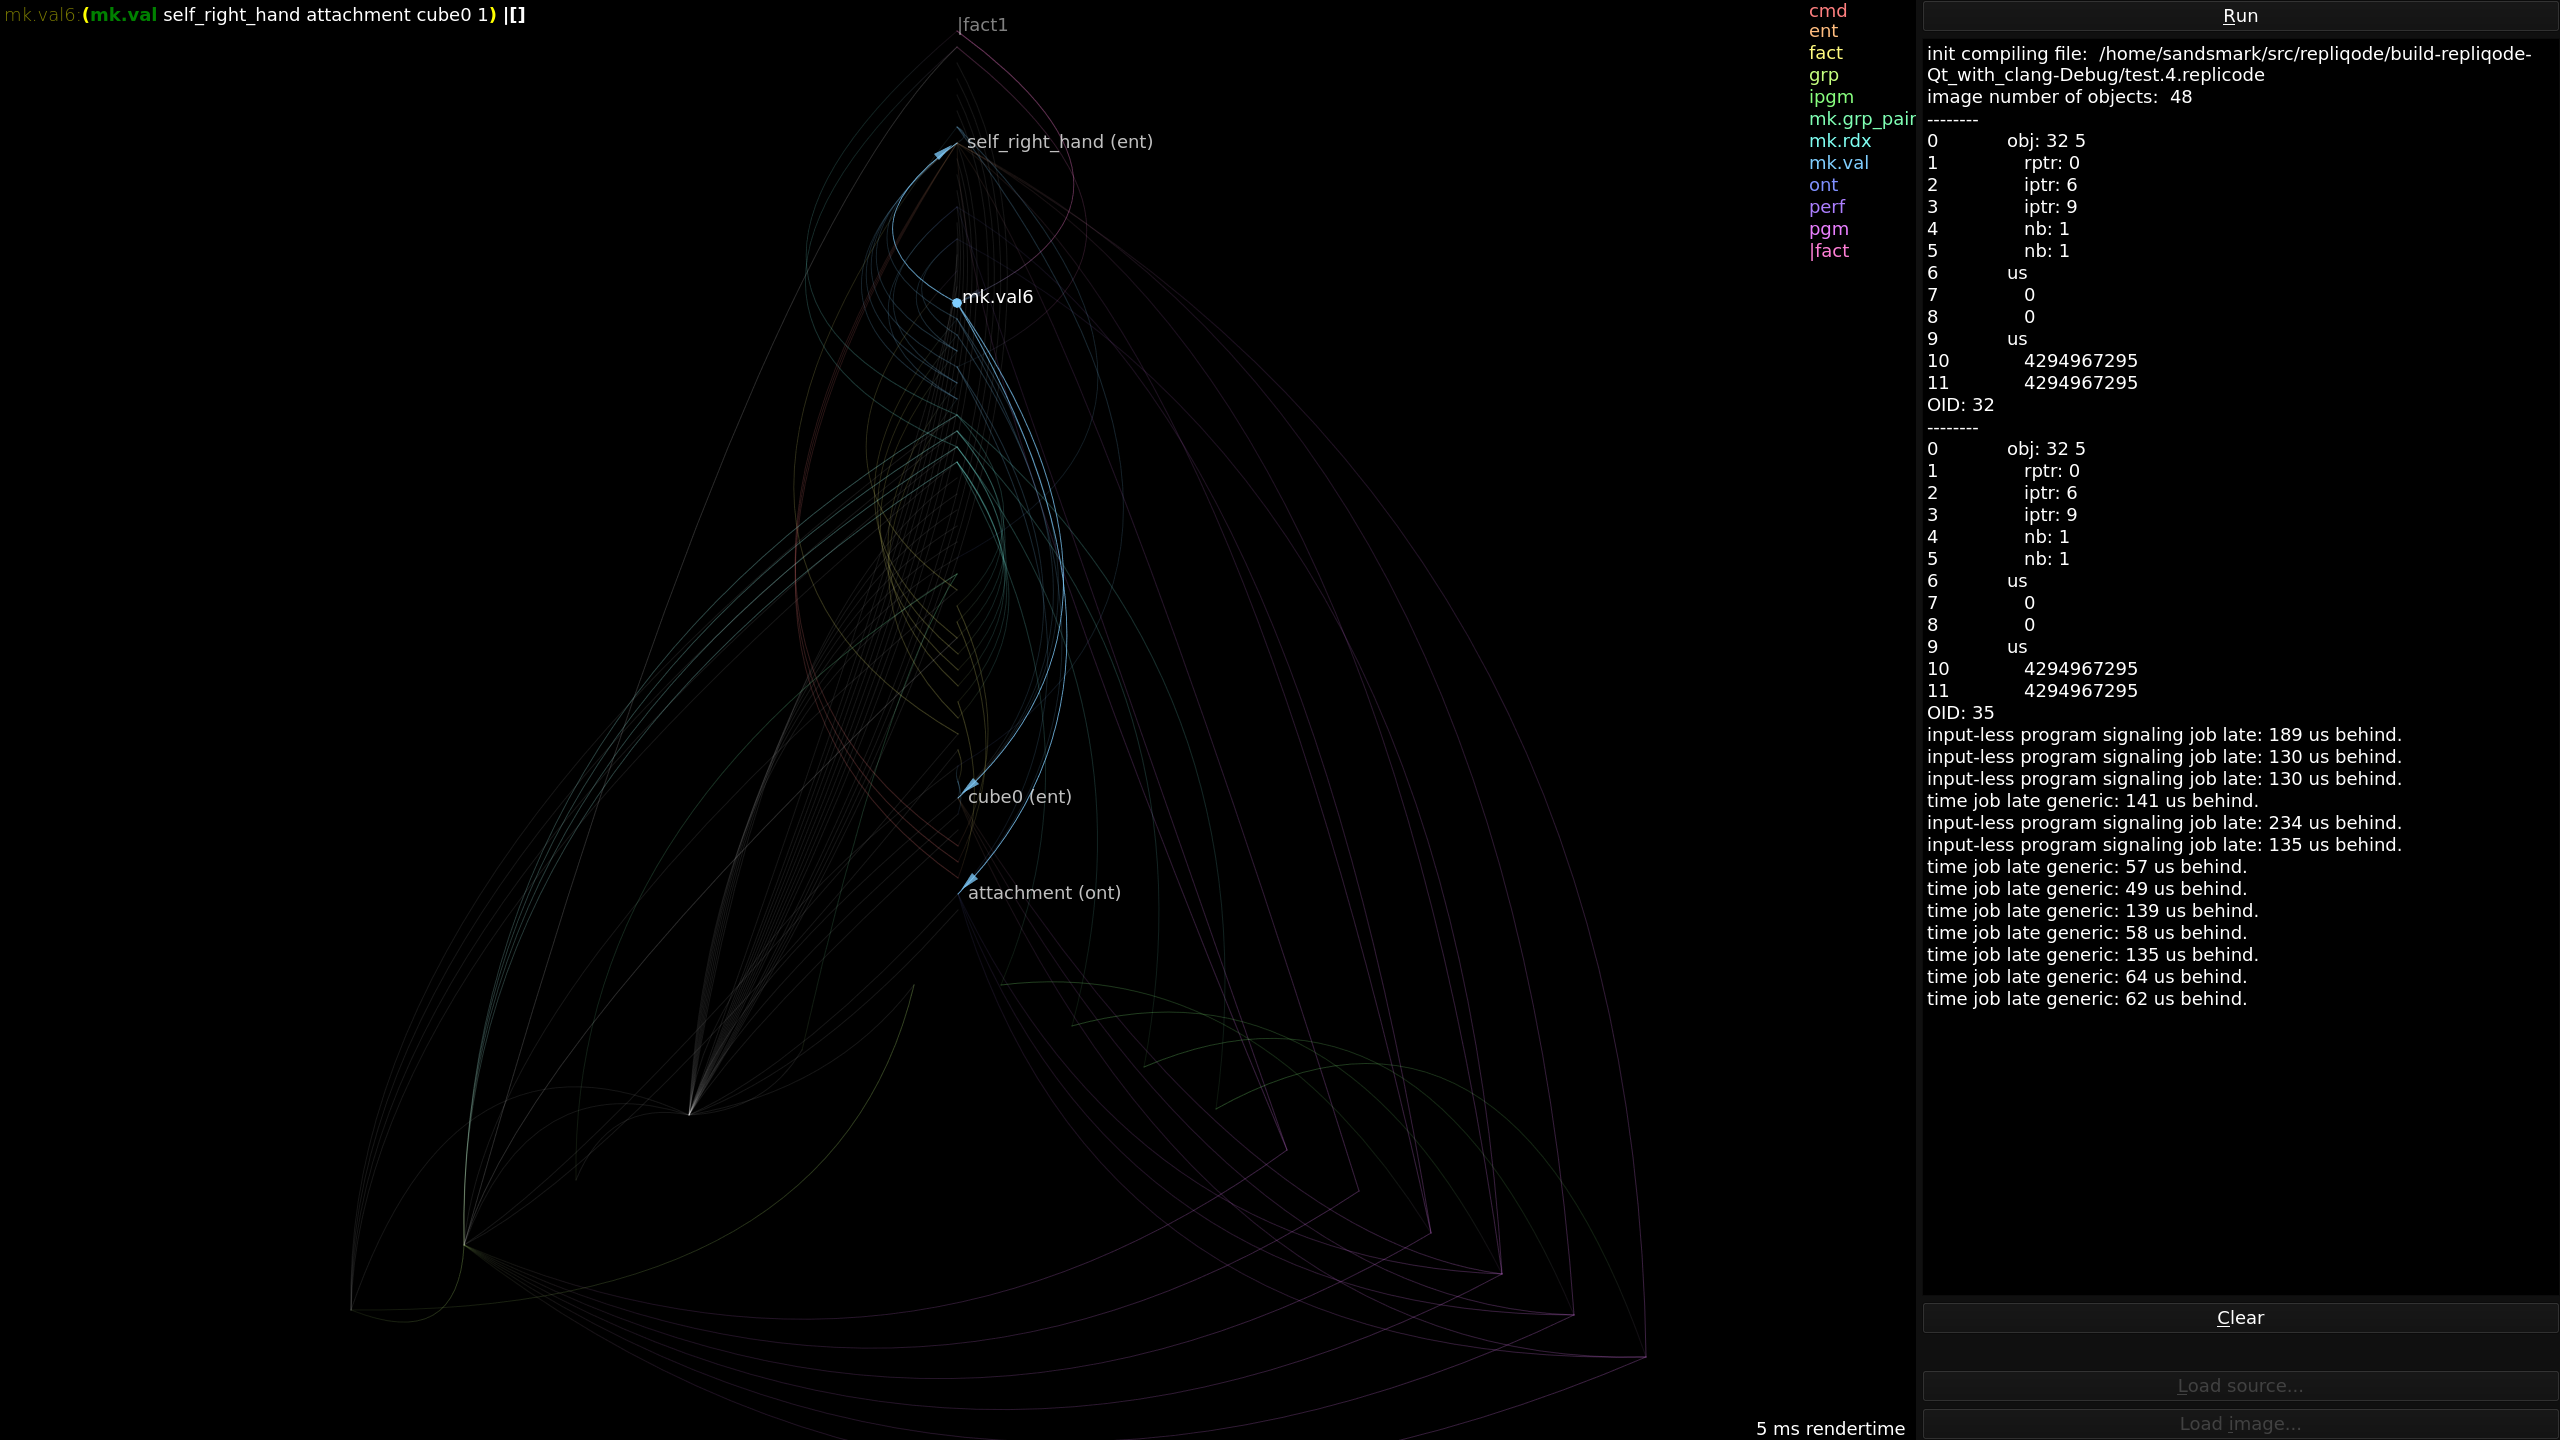 mk.val6:(mk.val self_right_hand attachment cube0 1) |[]
|fact1
self_right_hand (ent)
mk.val6
cube0 (ent)
attachment (ont)
cmd
ent
fact
grp
ipgm
mk.grp_pair
mk.rdx
mk.val
ont
perf
pgm
|fact
5 ms rendertime
Run
init compiling file:  /home/sandsmark/src/repliqode/build-repliqode-
Qt_with_clang-Debug/test.4.replicode
image number of objects:  48
--------
0 obj: 32 5
1 rptr: 0
2 iptr: 6
3 iptr: 9
4 nb: 1
5 nb: 1
6 us
7 0
8 0
9 us
10 4294967295
11 4294967295
OID: 32
--------
0 obj: 32 5
1 rptr: 0
2 iptr: 6
3 iptr: 9
4 nb: 1
5 nb: 1
6 us
7 0
8 0
9 us
10 4294967295
11 4294967295
OID: 35
input-less program signaling job late: 189 us behind.
input-less program signaling job late: 130 us behind.
input-less program signaling job late: 130 us behind.
time job late generic: 141 us behind.
input-less program signaling job late: 234 us behind.
input-less program signaling job late: 135 us behind.
time job late generic: 57 us behind.
time job late generic: 49 us behind.
time job late generic: 139 us behind.
time job late generic: 58 us behind.
time job late generic: 135 us behind.
time job late generic: 64 us behind.
time job late generic: 62 us behind.
Clear
Load source...
Load image...